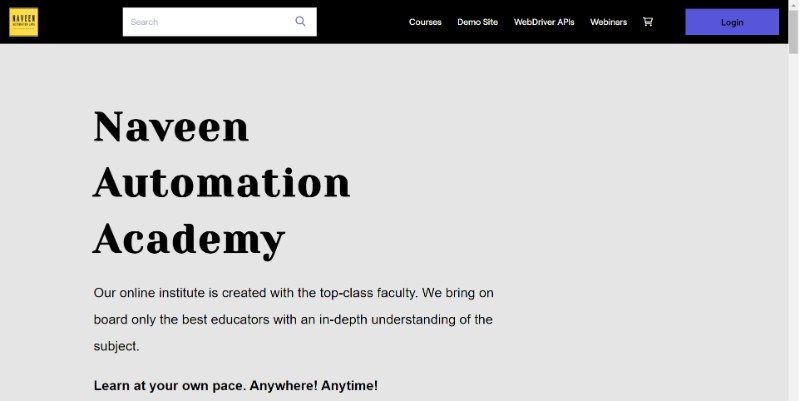 NAVEEN
AUTOMATION LABS
Search
Courses
Demo Site
WebDriver APIs
Webinars
Login
Naveen
Automation
Academy
Our online institute is created with the top-class faculty. We bring on
board only the best educators with an in-depth understanding of the
subject.
Learn at your own pace. Anywhere! Anytime!